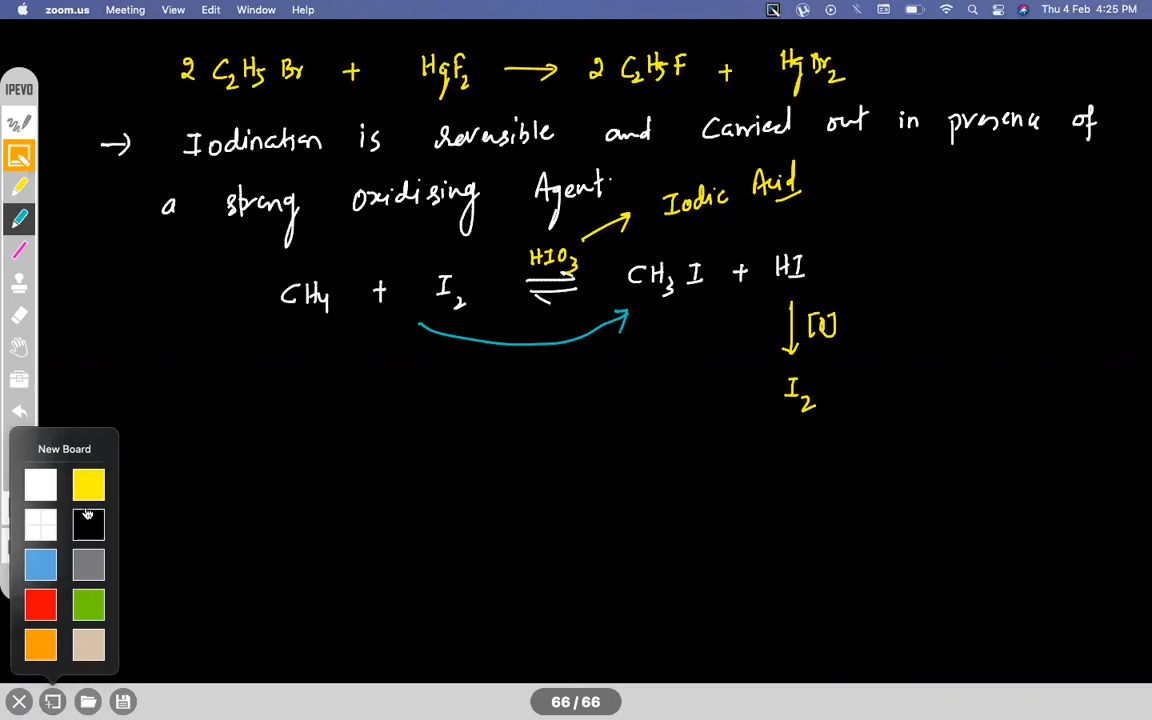 zoom.us Meeting View Edit Window Help Thu 4 Feb 4:25 PM
IPEVO
2 C2H5 Br + HgF2 → 2 C2H5F + Hg Br2
→ Iodination is reversible and Carried out in presence of
a strong Oxidising Agent.
Iodic Acid
HIO3
CH4 + I2 ⇌ CH3 I + HI
[O]
I2
New Board
66 / 66